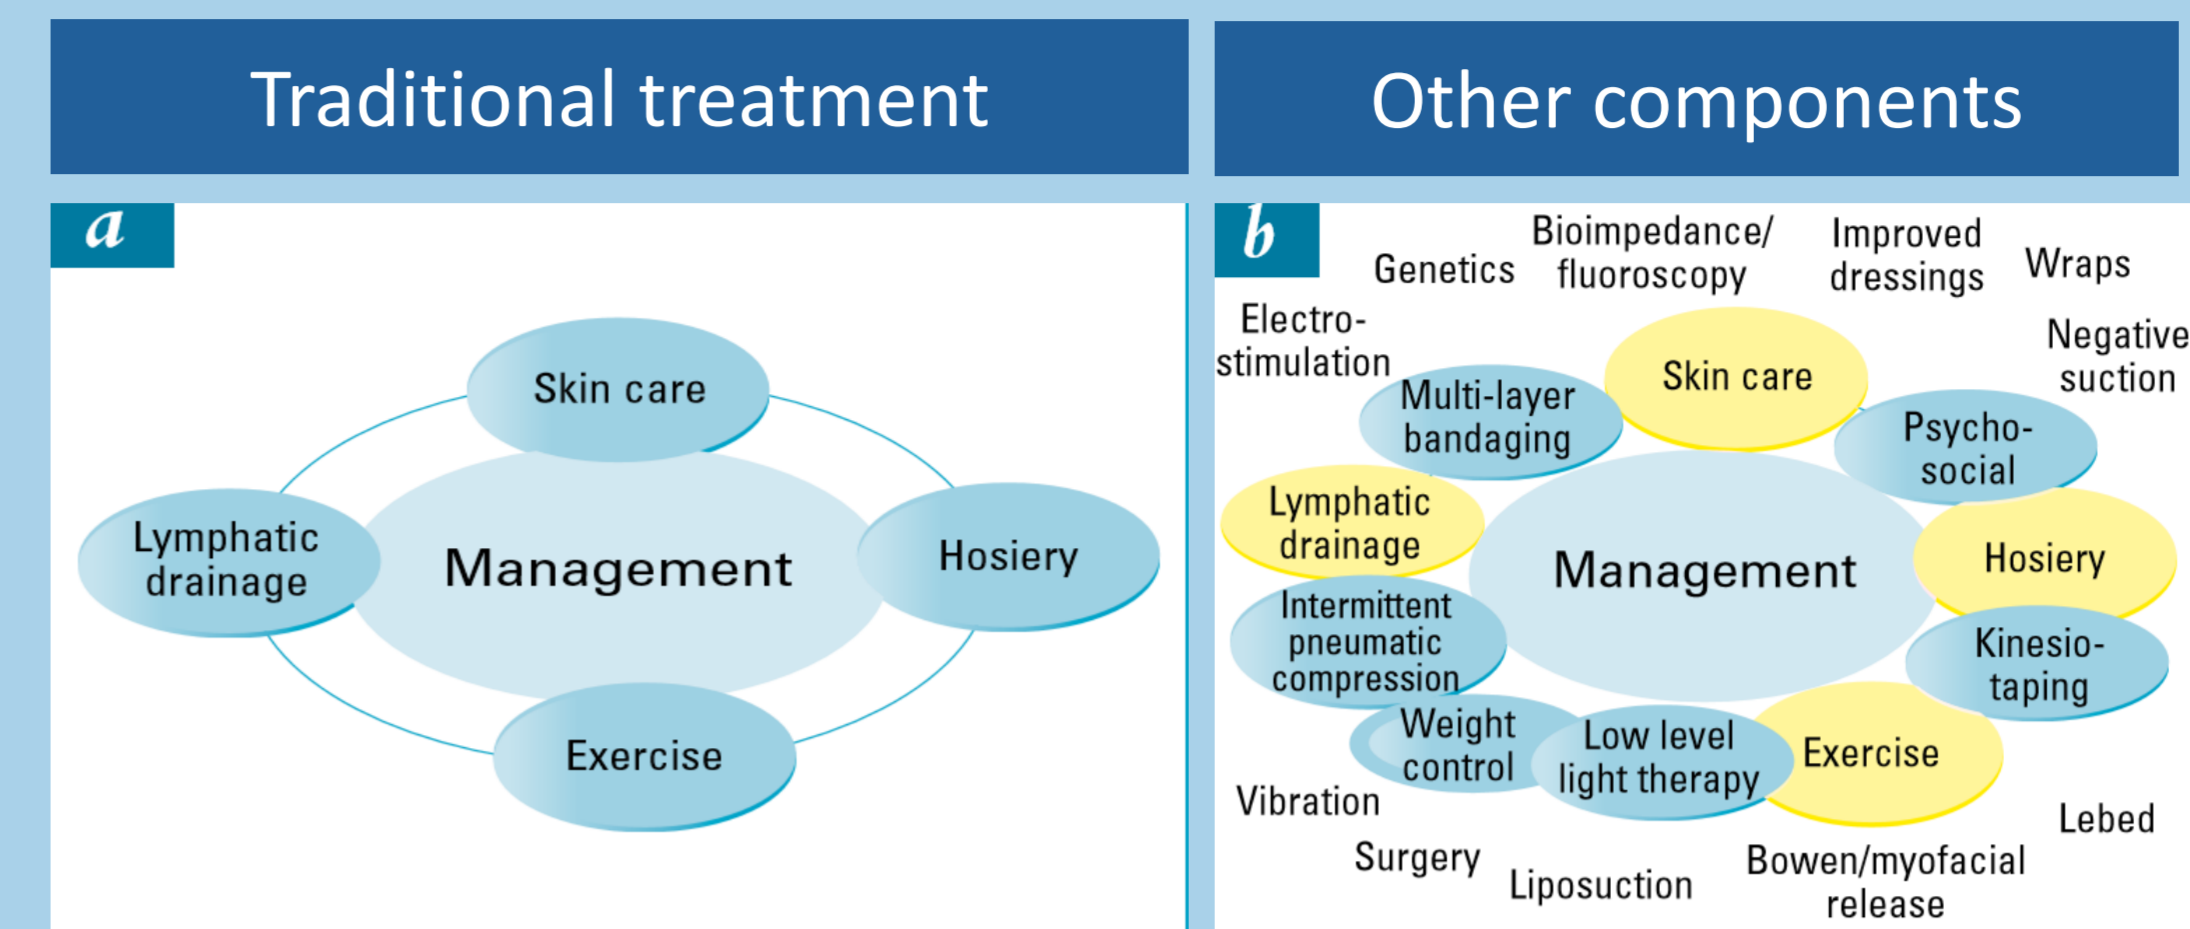 Traditional treatment
Other components
a
Skin care
Lymphatic
drainage
Management
Hosiery
Exercise
b
Genetics
Bioimpedance/
fluoroscopy
Improved
dressings
Wraps
Electro-
stimulation
Negative
suction
Multi-layer
bandaging
Skin care
Psycho-
social
Lymphatic
drainage
Management
Hosiery
Intermittent
pneumatic
compression
Kinesio-
taping
Weight
control
Low level
light therapy
Exercise
Vibration
Surgery
Liposuction
Bowen/myofacial
release
Lebed